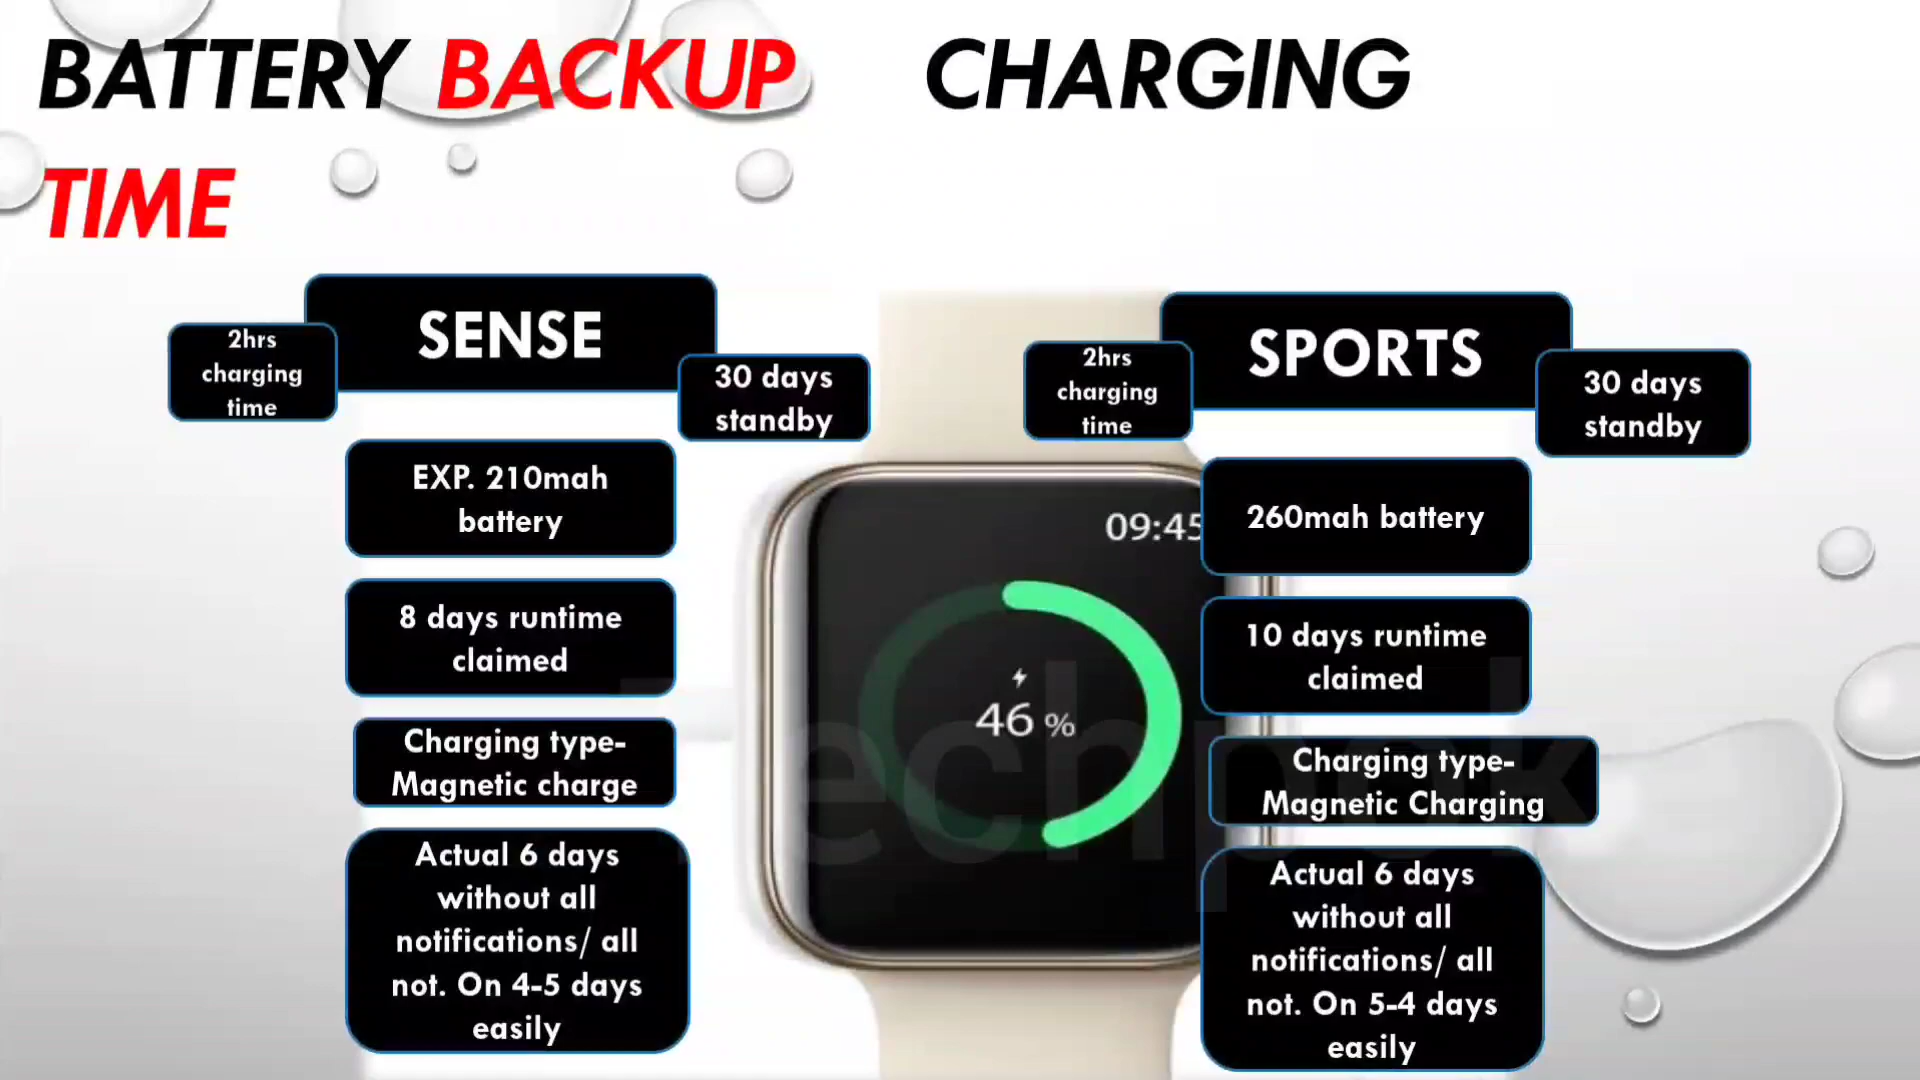 BATTERY BACKUP CHARGING
TIME
SENSE
2hrs
charging
time
30 days
standby
EXP. 210mah
battery
8 days runtime
claimed
Charging type-
Magnetic charge
Actual 6 days
without all
notifications/ all
not. On 4-5 days
easily
09:45
46 %
SPORTS
2hrs
charging
time
30 days
standby
260mah battery
10 days runtime
claimed
Charging type-
Magnetic Charging
Actual 6 days
without all
notifications/ all
not. On 5-4 days
easily